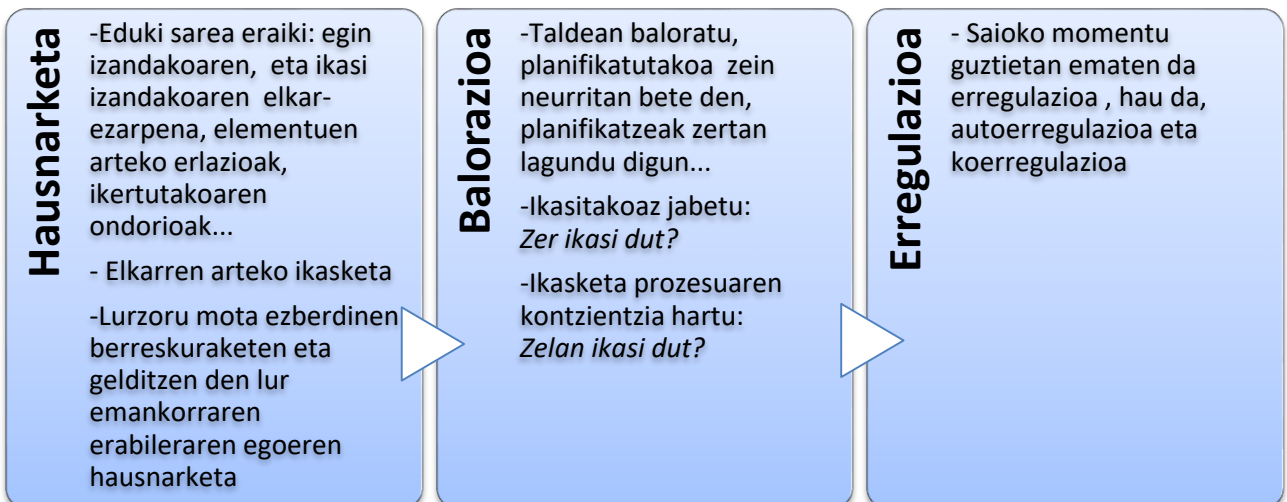 Hausnarketa
-Eduki sarea eraiki: egin
izandakoaren, eta ikasi
izandakoaren elkar-
ezarpena, elementuen
arteko erlazioak,
ikertutakoaren
ondorioak...
- Elkarren arteko ikasketa
-Lurzoru mota ezberdinen
berreskuraketen eta
gelditzen den lur
emankorraren
erabileraren egoeren
hausnarketa
Balorazioa
-Taldean baloratu,
planifikatutakoa zein
neurritan bete den,
planifikatzeak zertan
lagundu digun...
-Ikasitakoaz jabetu:
Zer ikasi dut?
-Ikasketa prozesuaren
kontzientzia hartu:
Zelan ikasi dut?
Erregulazioa
- Saioko momentu
guztietan ematen da
erregulazioa , hau da,
autoerregulazioa eta
koerregulazioa